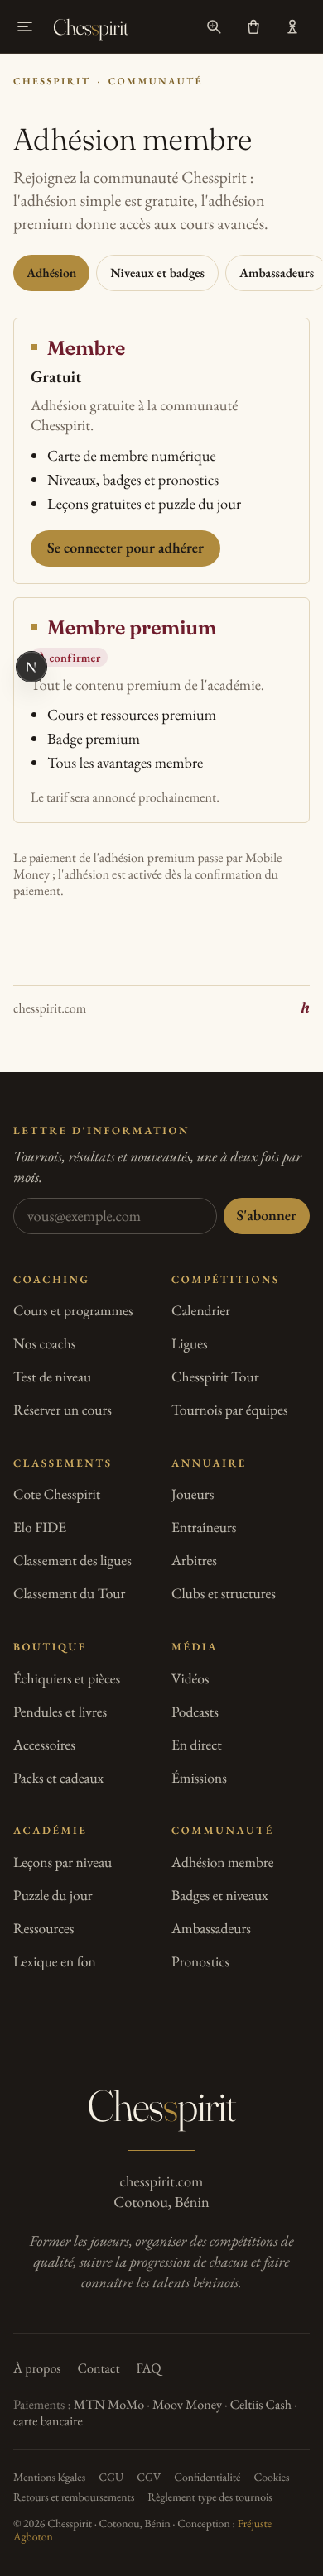 Chesspirit
CHESSPIRIT · COMMUNAUTÉ
Adhésion membre
Rejoignez la communauté Chesspirit :
l'adhésion simple est gratuite, l'adhésion
premium donne accès aux cours avancés.
Adhésion Niveaux et badges Ambassadeurs
Membre
Gratuit
Adhésion gratuite à la communauté
Chesspirit.
Carte de membre numérique
Niveaux, badges et pronostics
Leçons gratuites et puzzle du jour
Se connecter pour adhérer
Membre premium
confirmer
N
Tout le contenu premium de l'académie.
Cours et ressources premium
Badge premium
Tous les avantages membre
Le tarif sera annoncé prochainement.
Le paiement de l'adhésion premium passe par Mobile
Money ; l'adhésion est activée dès la confirmation du
paiement.
chesspirit.com h
LETTRE D'INFORMATION
Tournois, résultats et nouveautés, une à deux fois par
mois.
vous@exemple.com S'abonner
COACHING COMPÉTITIONS
Cours et programmes Calendrier
Nos coachs Ligues
Test de niveau Chesspirit Tour
Réserver un cours Tournois par équipes
CLASSEMENTS ANNUAIRE
Cote Chesspirit Joueurs
Elo FIDE Entraîneurs
Classement des ligues Arbitres
Classement du Tour Clubs et structures
BOUTIQUE MÉDIA
Échiquiers et pièces Vidéos
Pendules et livres Podcasts
Accessoires En direct
Packs et cadeaux Émissions
ACADÉMIE COMMUNAUTÉ
Leçons par niveau Adhésion membre
Puzzle du jour Badges et niveaux
Ressources Ambassadeurs
Lexique en fon Pronostics
Chesspirit
chesspirit.com
Cotonou, Bénin
Former les joueurs, organiser des compétitions de
qualité, suivre la progression de chacun et faire
connaître les talents béninois.
À propos Contact FAQ
Paiements : MTN MoMo · Moov Money · Celtiis Cash ·
carte bancaire
Mentions légales CGU CGV Confidentialité Cookies
Retours et remboursements Règlement type des tournois
© 2026 Chesspirit · Cotonou, Bénin · Conception : Fréjuste
Agboton